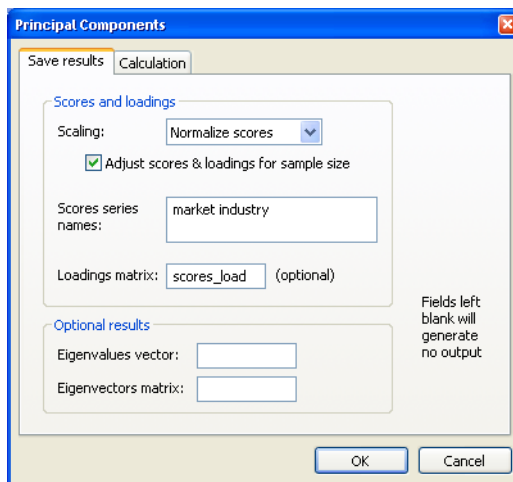 Principal Components
Save results
Calculation
Scores and loadings
Scaling:
Normalize scores
Adjust scores & loadings for sample size
Scores series
names:
market industry
Loadings matrix:
scores_load
(optional)
Fields left
blank will
generate
no output
Optional results
Eigenvalues vector:
Eigenvectors matrix:
OK
Cancel